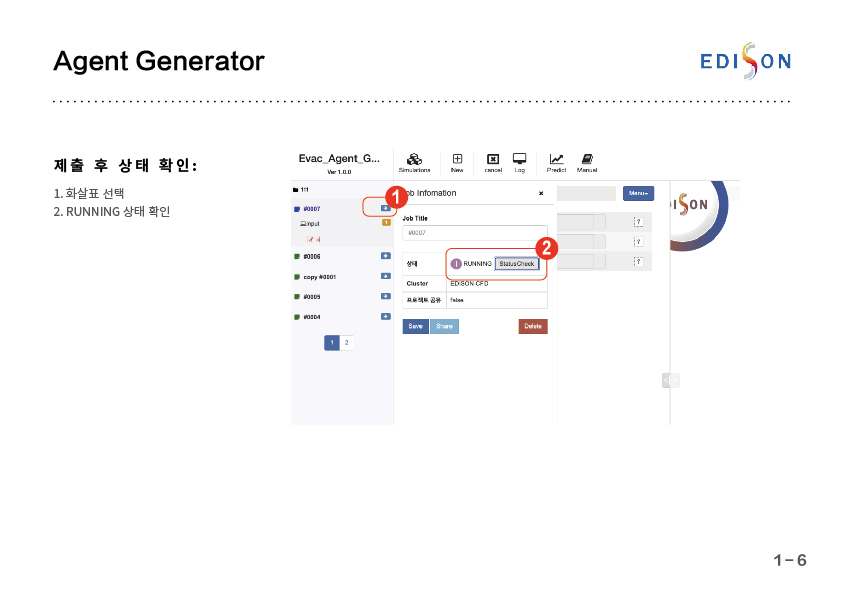 Agent Generator
EDISON
제출 후 상태 확인:
1. 화살표 선택
2. RUNNING 상태 확인
Evac_Agent_G...
Ver 1.0.0
Simulations
New
cancel
Log
Predict
Manual
111
1
Job Infomation
×
Menu
#0007
input
1
Job Title
#0007
?
?
?
ISON
2
상태
! RUNNING StatusCheck
#0006
copy #0001
Cluster EDISON-CFD
#0005
프로젝트 공유 false
#0004
Save Share Delete
1 2
1-6